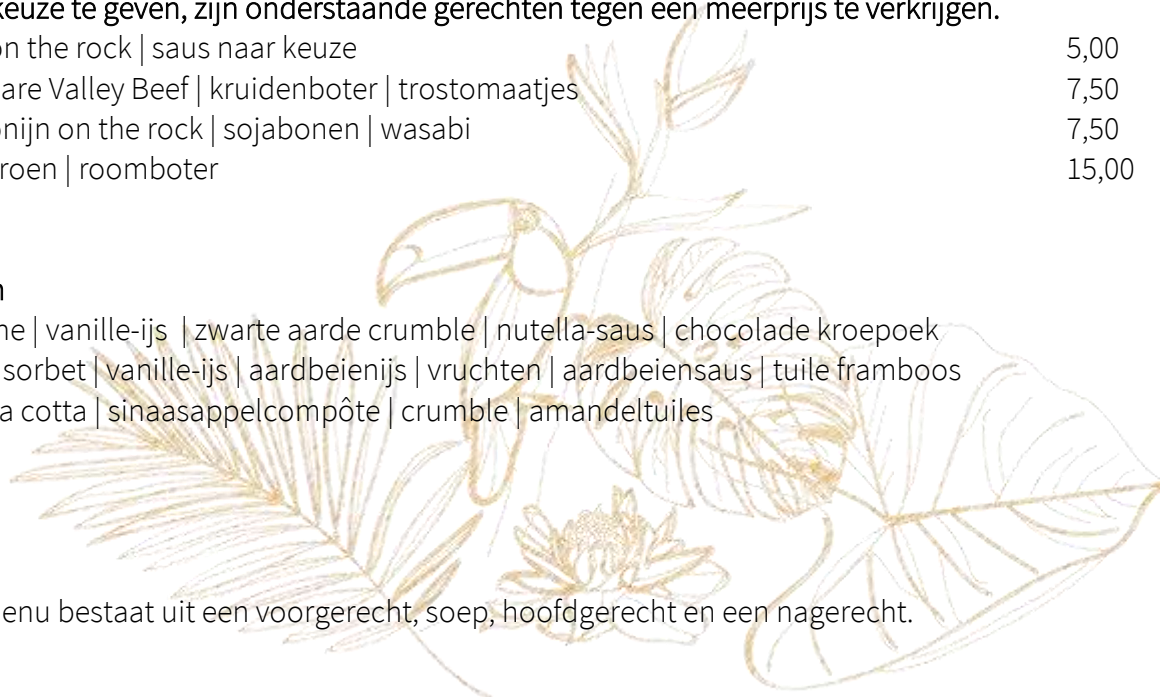 keuze te geven, zijn onderstaande gerechten tegen een meerprijs te verkrijgen.
on the rock | saus naar keuze 5,00
are Valley Beef | kruidenboter | trostomaatjes 7,50
onijn on the rock | sojabonen | wasabi 7,50
roen | roomboter 15,00
n
ne | vanille-ijs | zwarte aarde crumble | nutella-saus | chocolade kroepoek
sorbet | vanille-ijs | aardbeienijs | vruchten | aardbeiensaus | tuile framboos
a cotta | sinaasappelcompôte | crumble | amandeltuiles
enu bestaat uit een voorgerecht, soep, hoofdgerecht en een nagerecht.